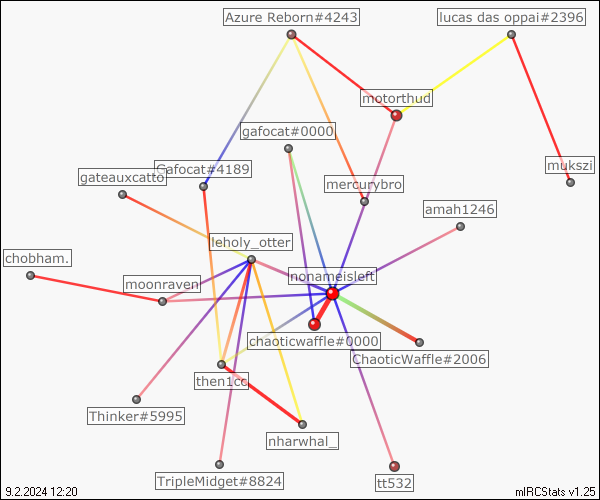 Azure Reborn#4243
lucas das oppai#2396
motorthud
gafocat#0000
mukszi
Gafocat#4189
gateauxcatto
mercurybro
amah1246
leholy_otter
chobham.
nonameisleft
moonraven
chaoticwaffle#0000
ChaoticWaffle#2006
then1cc
Thinker#5995
nharwhal_
TripleMidget#8824
tt532
9.2.2024 12:20
mIRCStats v1.25